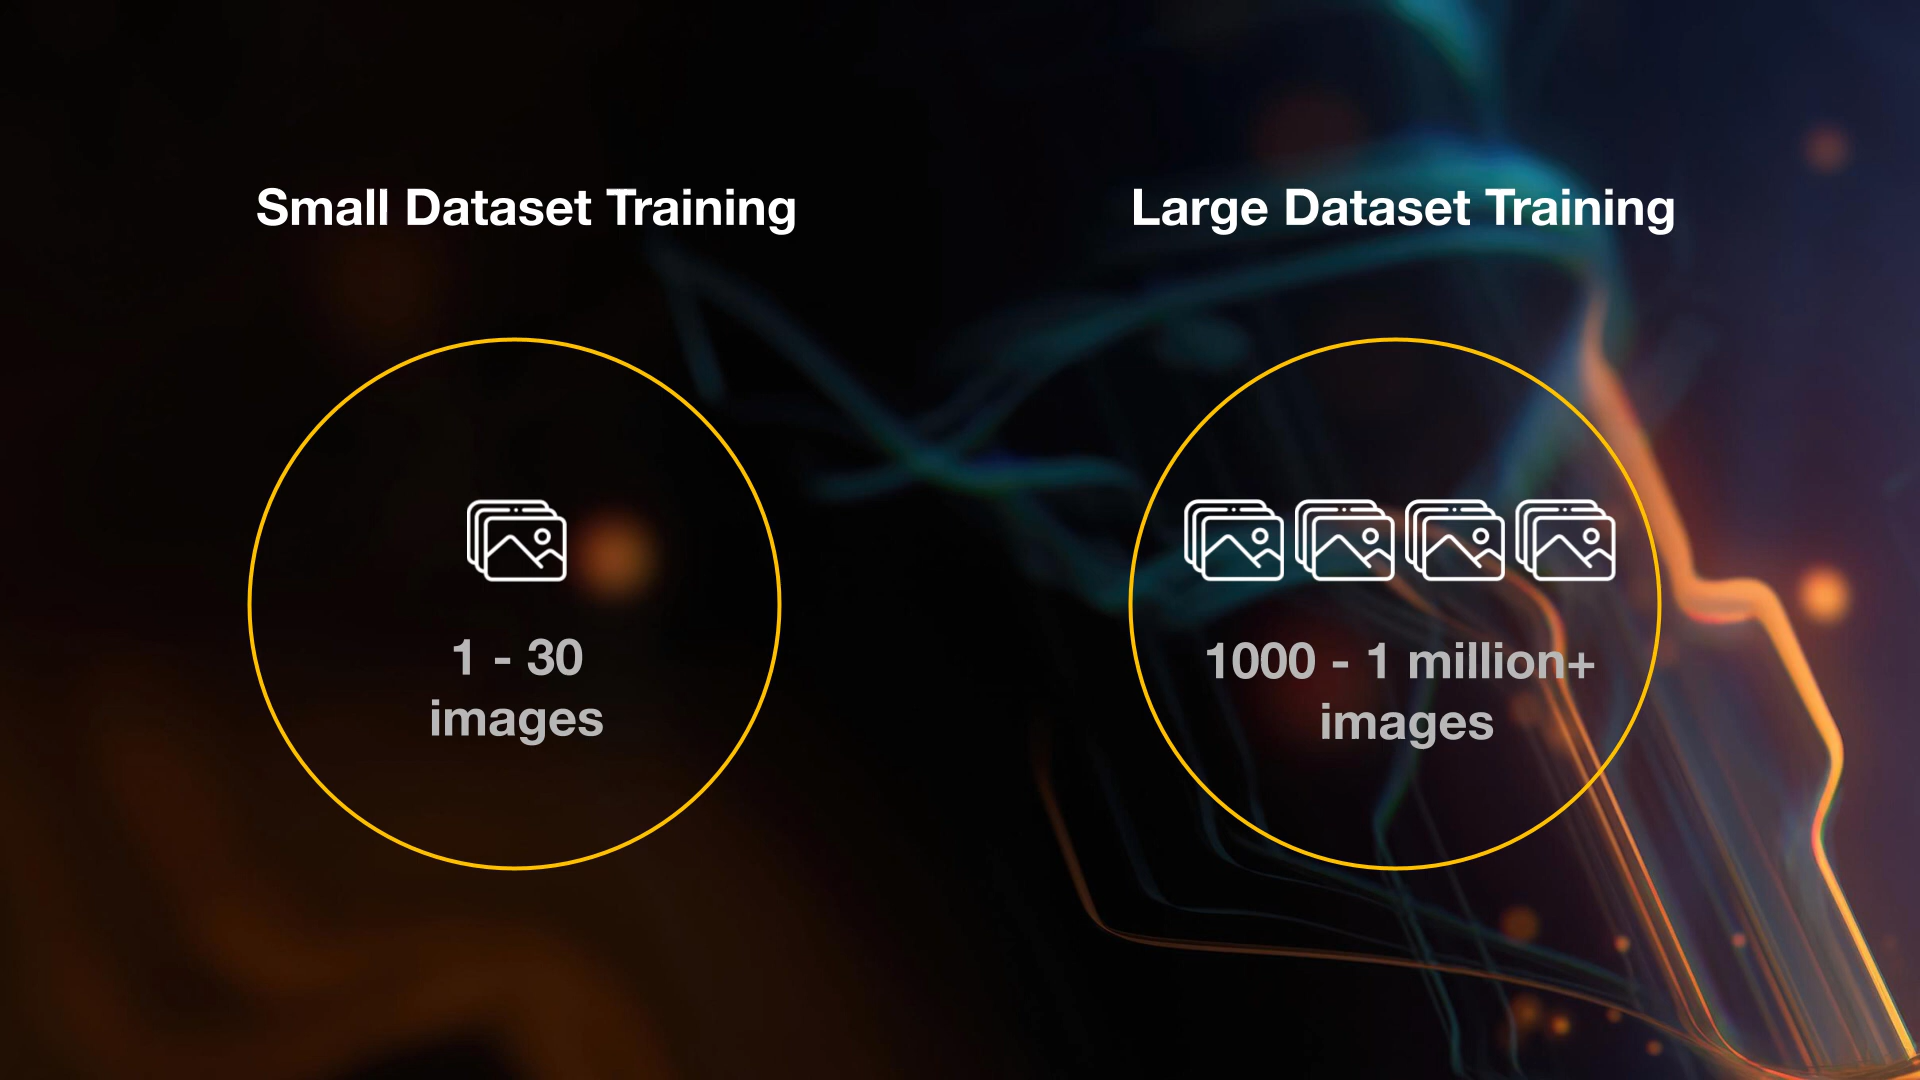 Small Dataset Training
1 - 30
images
Large Dataset Training
1000 - 1 million+
images